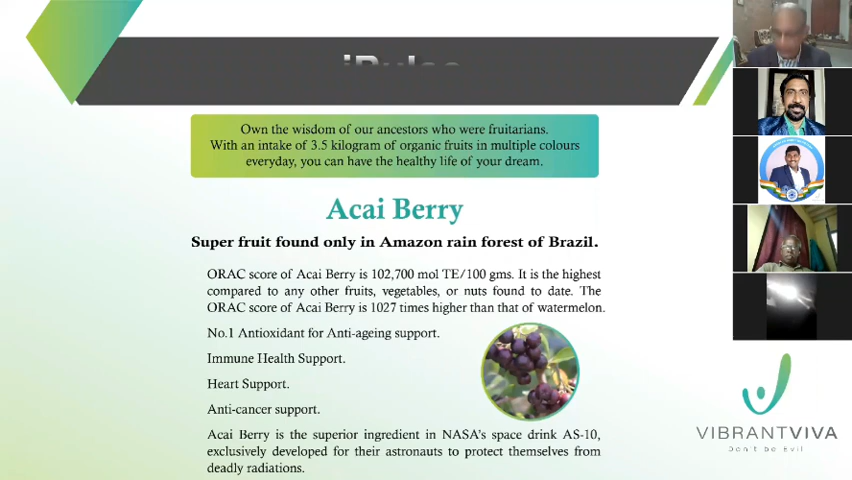 Own the wisdom of our ancestors who were fruitarians.
With an intake of 3.5 kilogram of organic fruits in multiple colours
everyday, you can have the healthy life of your dream.
Acai Berry
Super fruit found only in Amazon rain forest of Brazil.
ORAC score of Acai Berry is 102,700 mol TE/100 gms. It is the highest
compared to any other fruits, vegetables, or nuts found to date. The
ORAC score of Acai Berry is 1027 times higher than that of watermelon.
No.1 Antioxidant for Anti-ageing support.
Immune Health Support.
Heart Support.
Anti-cancer support.
Acai Berry is the superior ingredient in NASA's space drink AS-10,
exclusively developed for their astronauts to protect themselves from
deadly radiations.
VIBRANTVIVA
Don't be Evil